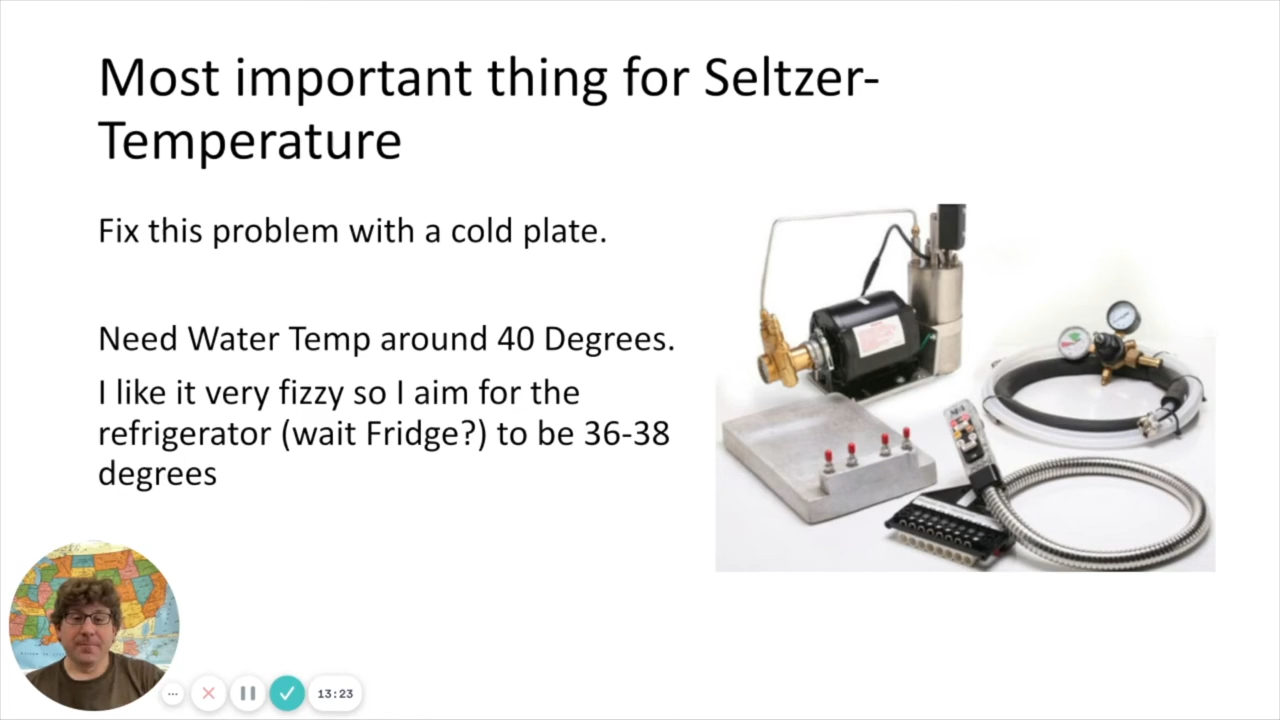 Most important thing for Seltzer-
Temperature
Fix this problem with a cold plate.
Need Water Temp around 40 Degrees.
I like it very fizzy so I aim for the
refrigerator (wait Fridge?) to be 36-38
degrees
13:23